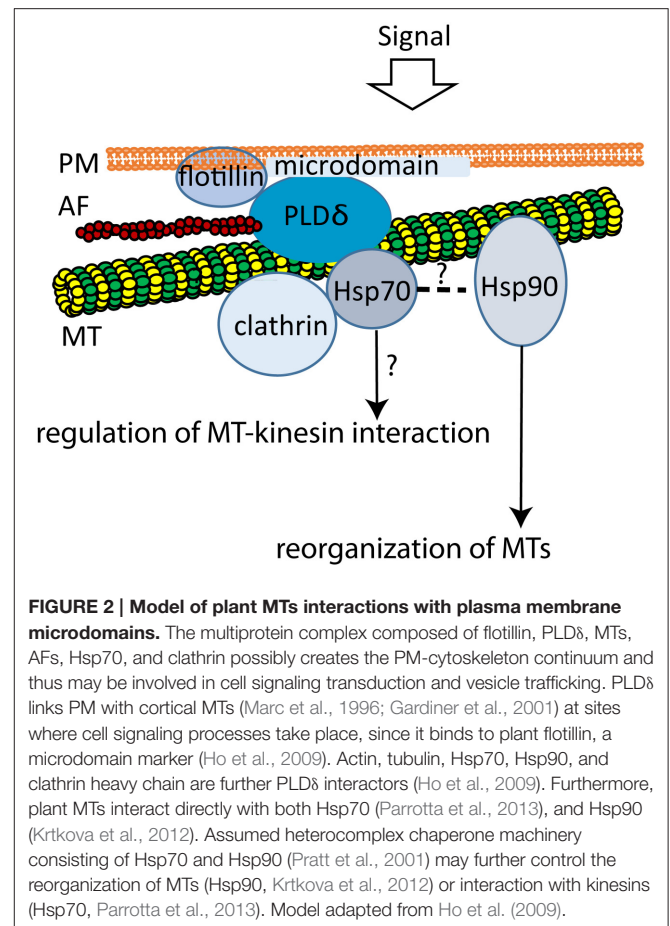 Signal
PM
flotillin
microdomain
AF
PLDδ
?
Hsp70
Hsp90
MT
clathrin
?
regulation of MT-kinesin interaction
reorganization of MTs
FIGURE 2 | Model of plant MTs interactions with plasma membrane
microdomains. The multiprotein complex composed of flotillin, PLDδ, MTs,
AFs, Hsp70, and clathrin possibly creates the PM-cytoskeleton continuum and
thus may be involved in cell signaling transduction and vesicle trafficking. PLDδ
links PM with cortical MTs (Marc et al., 1996; Gardiner et al., 2001) at sites
where cell signaling processes take place, since it binds to plant flotillin, a
microdomain marker (Ho et al., 2009). Actin, tubulin, Hsp70, Hsp90, and
clathrin heavy chain are further PLDδ interactors (Ho et al., 2009). Furthermore,
plant MTs interact directly with both Hsp70 (Parrotta et al., 2013), and Hsp90
(Krtkova et al., 2012). Assumed heterocomplex chaperone machinery
consisting of Hsp70 and Hsp90 (Pratt et al., 2001) may further control the
reorganization of MTs (Hsp90, Krtkova et al., 2012) or interaction with kinesins
(Hsp70, Parrotta et al., 2013). Model adapted from Ho et al. (2009).